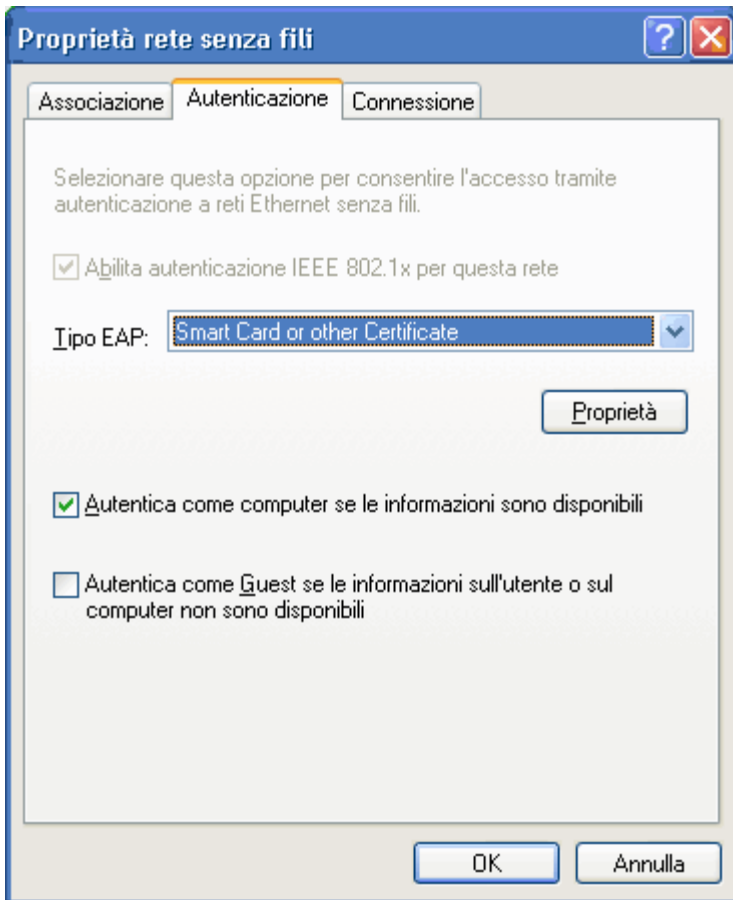 Proprietà rete senza fili
Associazione
Autenticazione
Connessione
Selezionare questa opzione per consentire l'accesso tramite
autenticazione a reti Ethernet senza fili.
Abilita autenticazione IEEE 802.1x per questa rete
Tipo EAP: Smart Card or other Certificate
Proprietà
Autentica come computer se le informazioni sono disponibili
Autentica come Guest se le informazioni sull'utente o sul
computer non sono disponibili
OK
Annulla